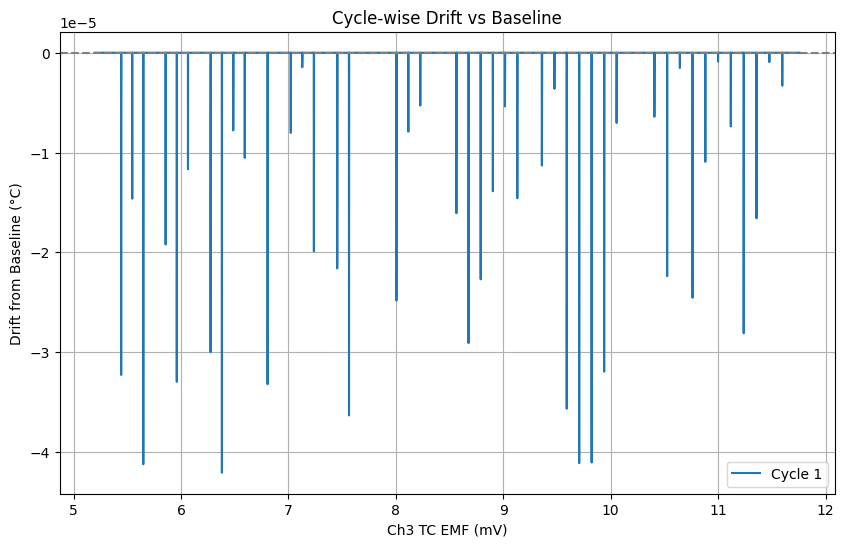 Cycle-wise Drift vs Baseline
1e−5
0
−1
−2
−3
−4
Drift from Baseline (°C)
5 6 7 8 9 10 11 12
Ch3 TC EMF (mV)
Cycle 1